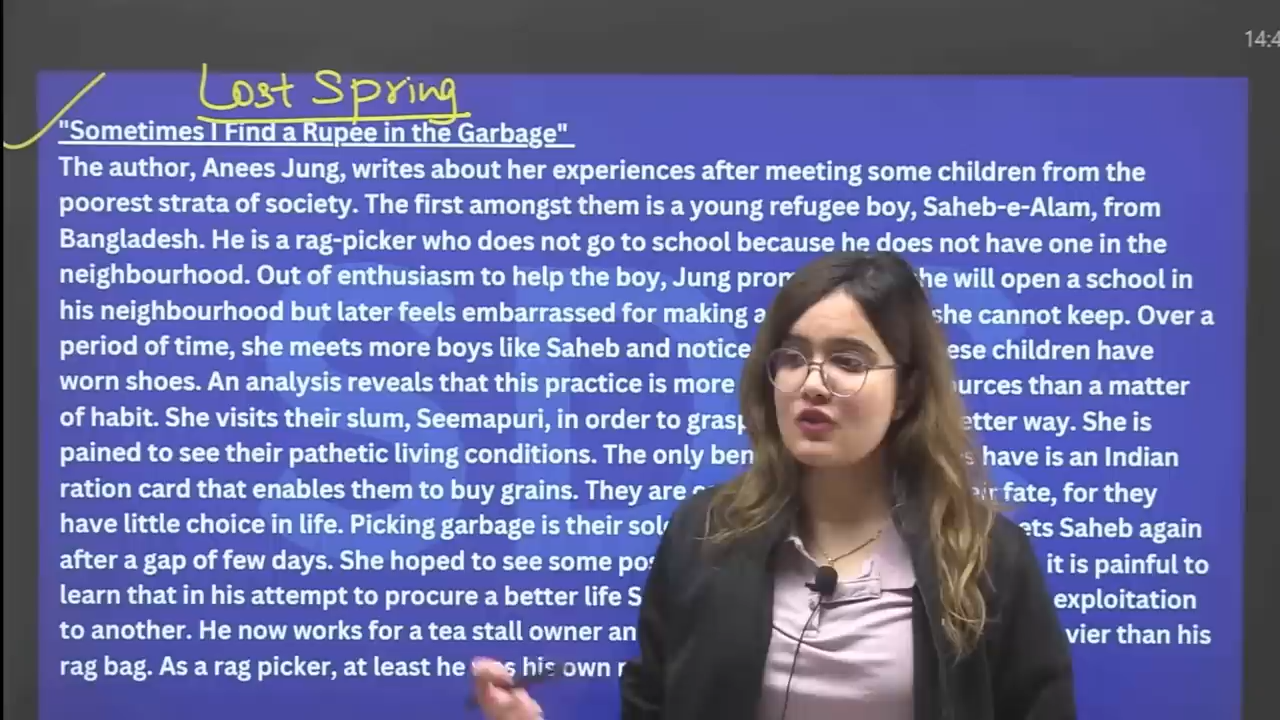 14:4
Lost Spring
"Sometimes I Find a Rupee in the Garbage"
The author, Anees Jung, writes about her experiences after meeting some children from the
poorest strata of society. The first amongst them is a young refugee boy, Saheb-e-Alam, from
Bangladesh. He is a rag-picker who does not go to school because he does not have one in the
neighbourhood. Out of enthusiasm to help the boy, Jung prom he will open a school in
his neighbourhood but later feels embarrassed for making a she cannot keep. Over a
period of time, she meets more boys like Saheb and notice ese children have
worn shoes. An analysis reveals that this practice is more ources than a matter
of habit. She visits their slum, Seemapuri, in order to grasp etter way. She is
pained to see their pathetic living conditions. The only ben have is an Indian
ration card that enables them to buy grains. They are eir fate, for they
have little choice in life. Picking garbage is their sol ets Saheb again
after a gap of few days. She hoped to see some pos it is painful to
learn that in his attempt to procure a better life S exploitation
to another. He now works for a tea stall owner an vier than his
rag bag. As a rag picker, at least he his own